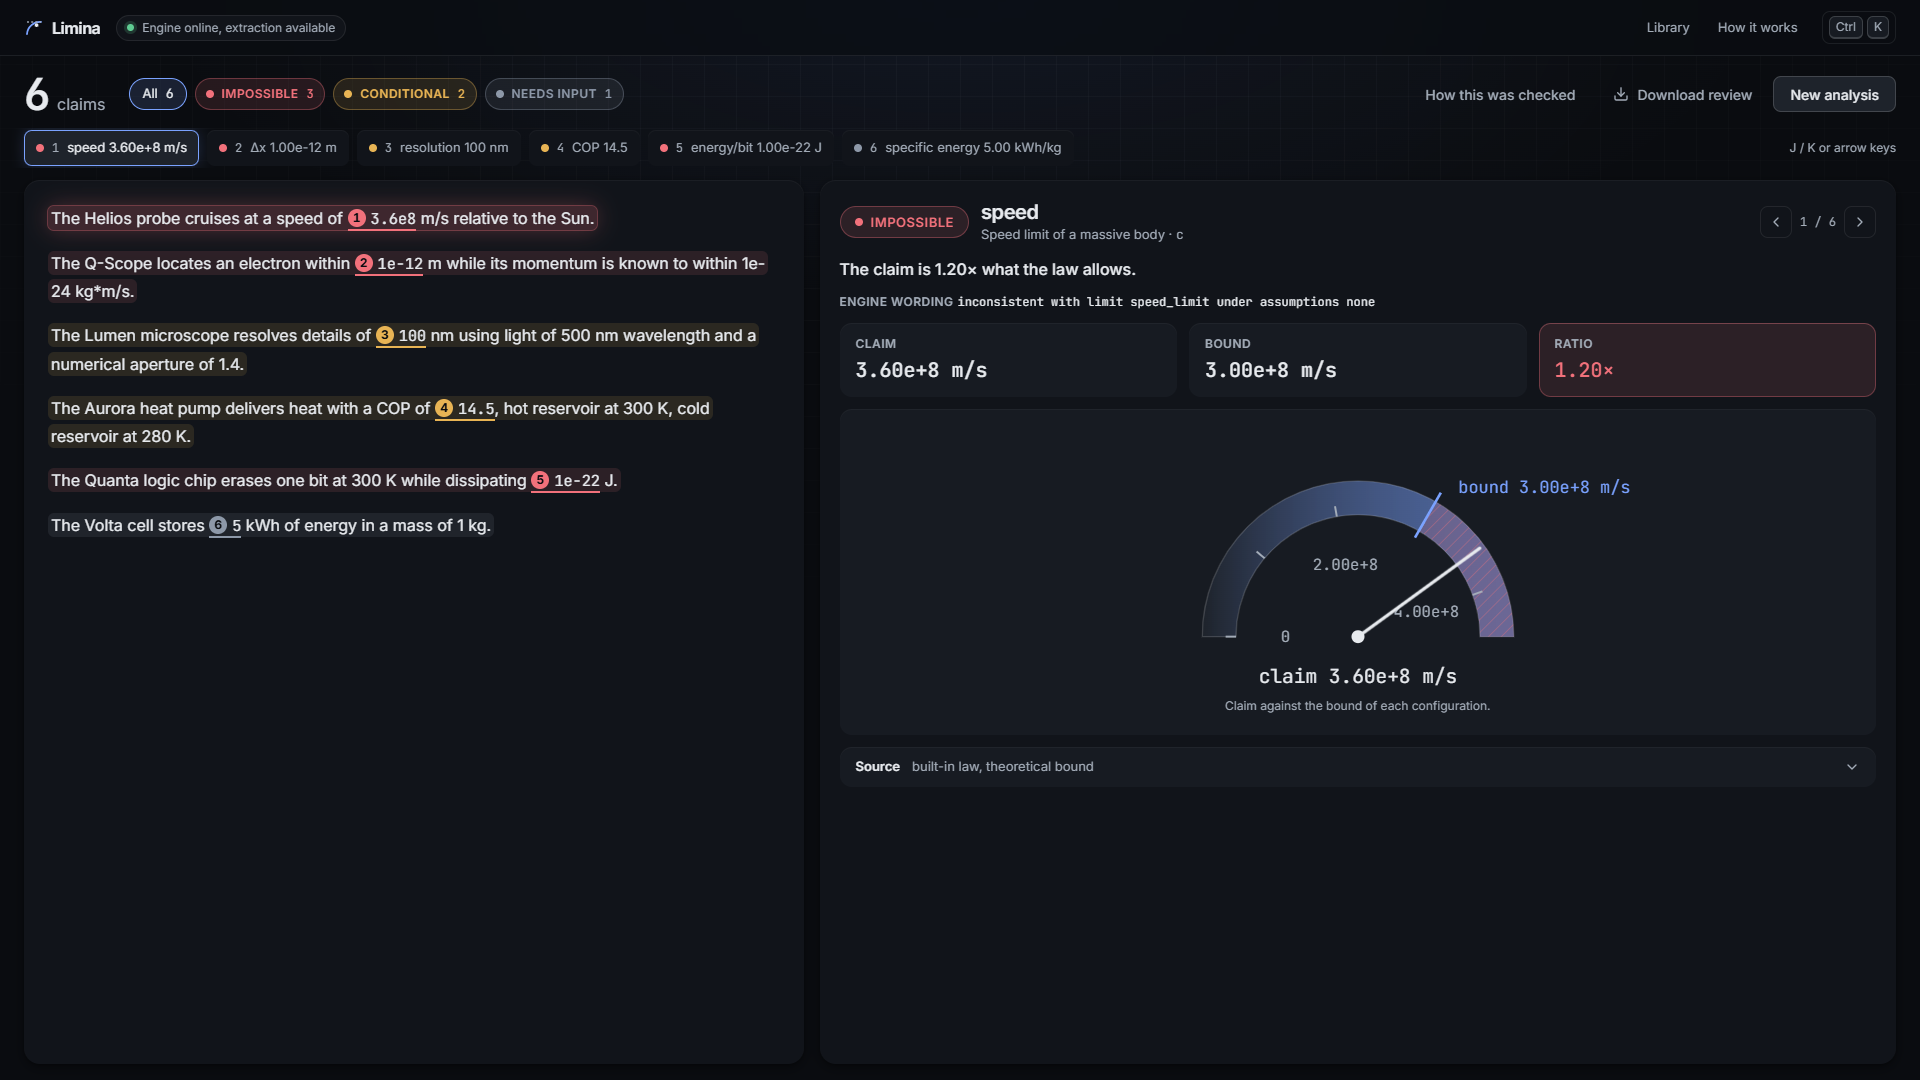 Limina
Engine online, extraction available
Library
How it works
Ctrl K
6 claims
All 6
IMPOSSIBLE 3
CONDITIONAL 2
NEEDS INPUT 1
How this was checked
Download review
New analysis
1 speed 3.60e+8 m/s
2 Δx 1.00e-12 m
3 resolution 100 nm
4 COP 14.5
5 energy/bit 1.00e-22 J
6 specific energy 5.00 kWh/kg
J / K or arrow keys
The Helios probe cruises at a speed of 1 3.6e8 m/s relative to the Sun.
The Q-Scope locates an electron within 2 1e-12 m while its momentum is known to within 1e-
24 kg*m/s.
The Lumen microscope resolves details of 3 100 nm using light of 500 nm wavelength and a
numerical aperture of 1.4.
The Aurora heat pump delivers heat with a COP of 4 14.5, hot reservoir at 300 K, cold
reservoir at 280 K.
The Quanta logic chip erases one bit at 300 K while dissipating 5 1e-22 J.
The Volta cell stores 6 5 kWh of energy in a mass of 1 kg.
IMPOSSIBLE
speed
Speed limit of a massive body · c
1 / 6
The claim is 1.20× what the law allows.
ENGINE WORDING inconsistent with limit speed_limit under assumptions none
CLAIM
3.60e+8 m/s
BOUND
3.00e+8 m/s
RATIO
1.20×
bound 3.00e+8 m/s
2.00e+8
4.00e+8
0
claim 3.60e+8 m/s
Claim against the bound of each configuration.
Source built-in law, theoretical bound